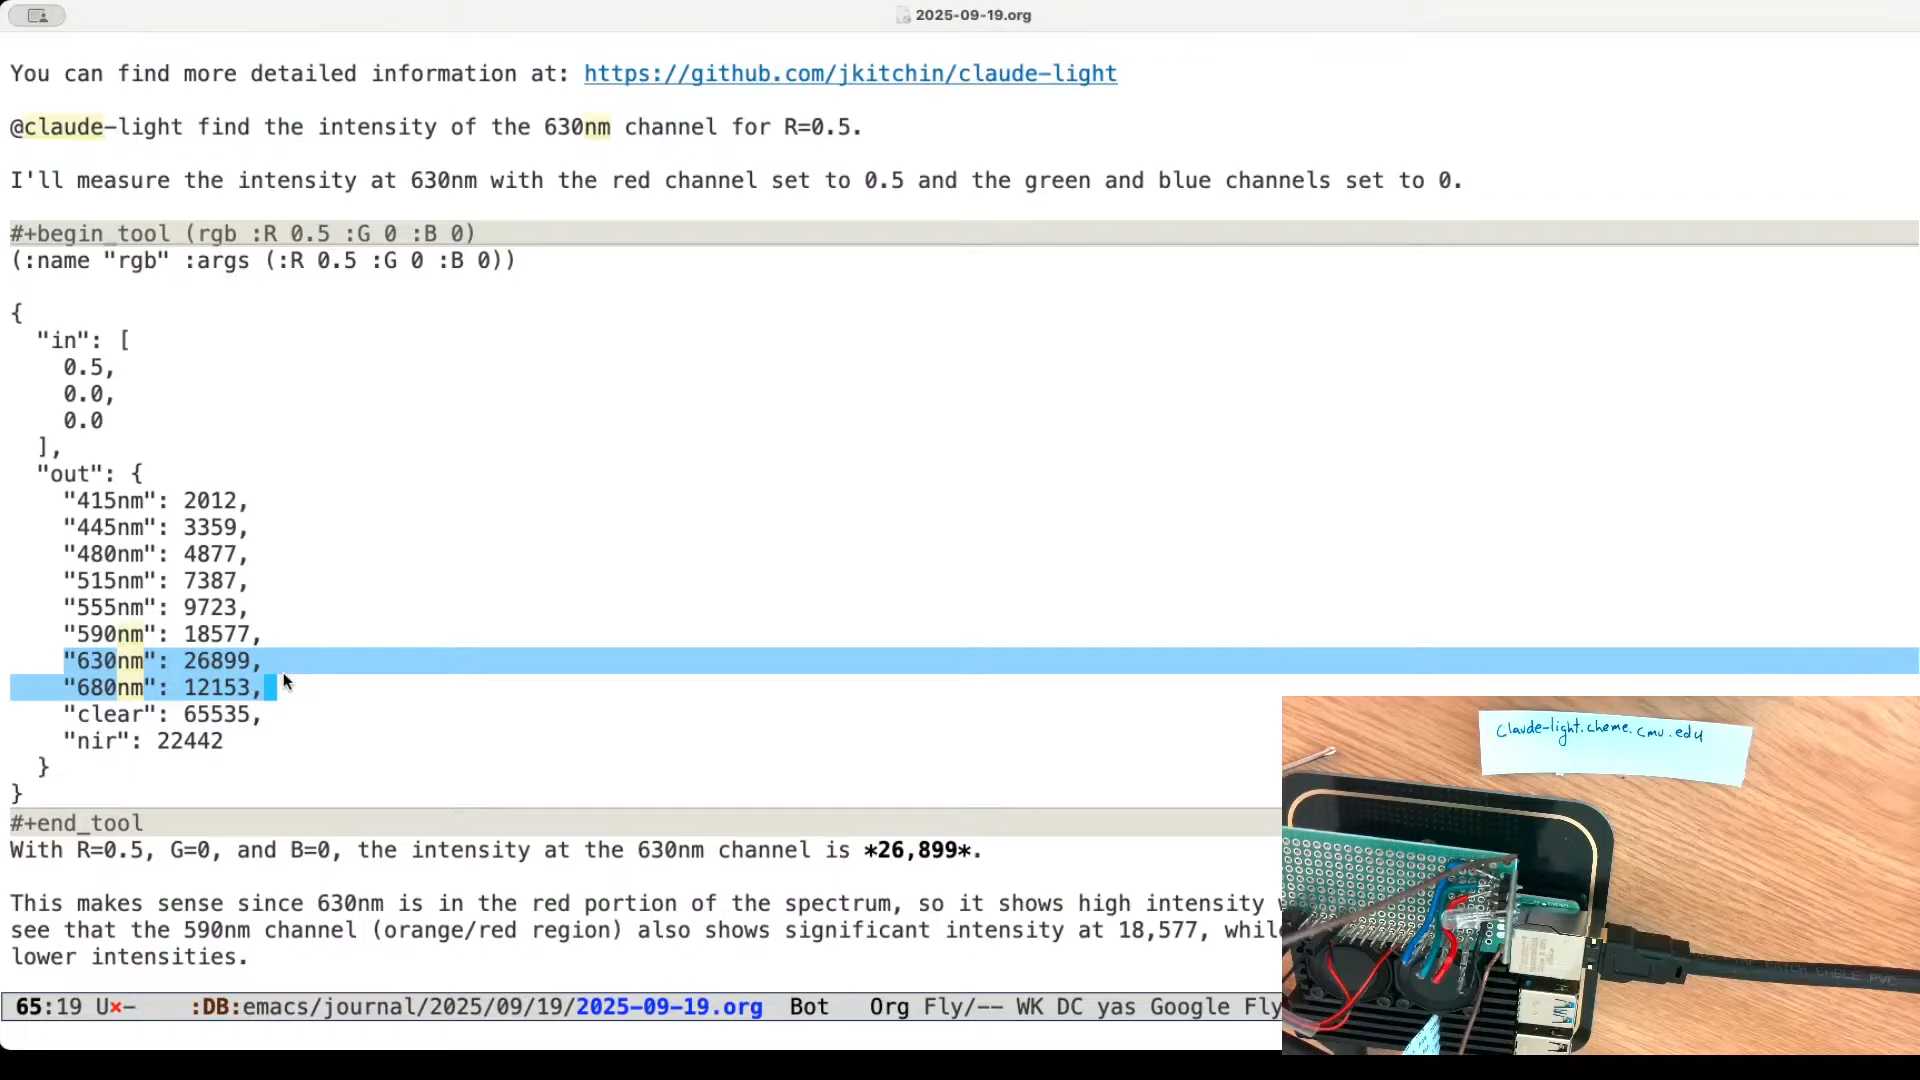 2025-09-19.org
You can find more detailed information at: https://github.com/jkitchin/claude-light
@claude-light find the intensity of the 630nm channel for R=0.5.
I'll measure the intensity at 630nm with the red channel set to 0.5 and the green and blue channels set to 0.
#+begin_tool (rgb :R 0.5 :G 0 :B 0)
(:name "rgb" :args (:R 0.5 :G 0 :B 0))
{
"in": [
0.5,
0.0,
0.0
],
"out": {
"415nm": 2012,
"445nm": 3359,
"480nm": 4877,
"515nm": 7387,
"555nm": 9723,
"590nm": 18577,
"630nm": 26899,
"680nm": 12153,
"clear": 65535,
"nir": 22442
}
}
#+end_tool
With R=0.5, G=0, and B=0, the intensity at the 630nm channel is *26,899*.
This makes sense since 630nm is in the red portion of the spectrum, so it shows high intensity
see that the 590nm channel (orange/red region) also shows significant intensity at 18,577, while
lower intensities.
65:19 U×- :DB:emacs/journal/2025/09/19/2025-09-19.org Bot Org Fly/-- WK DC yas Google Fly
Claude-light.cheme.cmu.edu